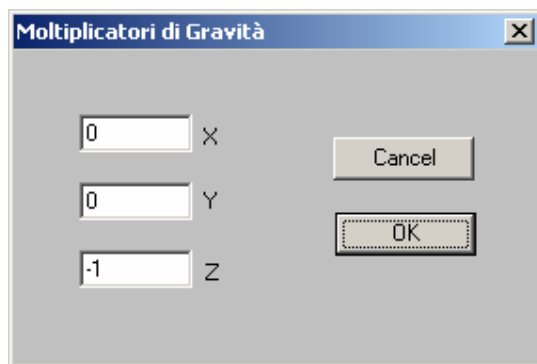 Moltiplicatori di Gravità
0 X
Cancel
0 Y
OK
-1 Z